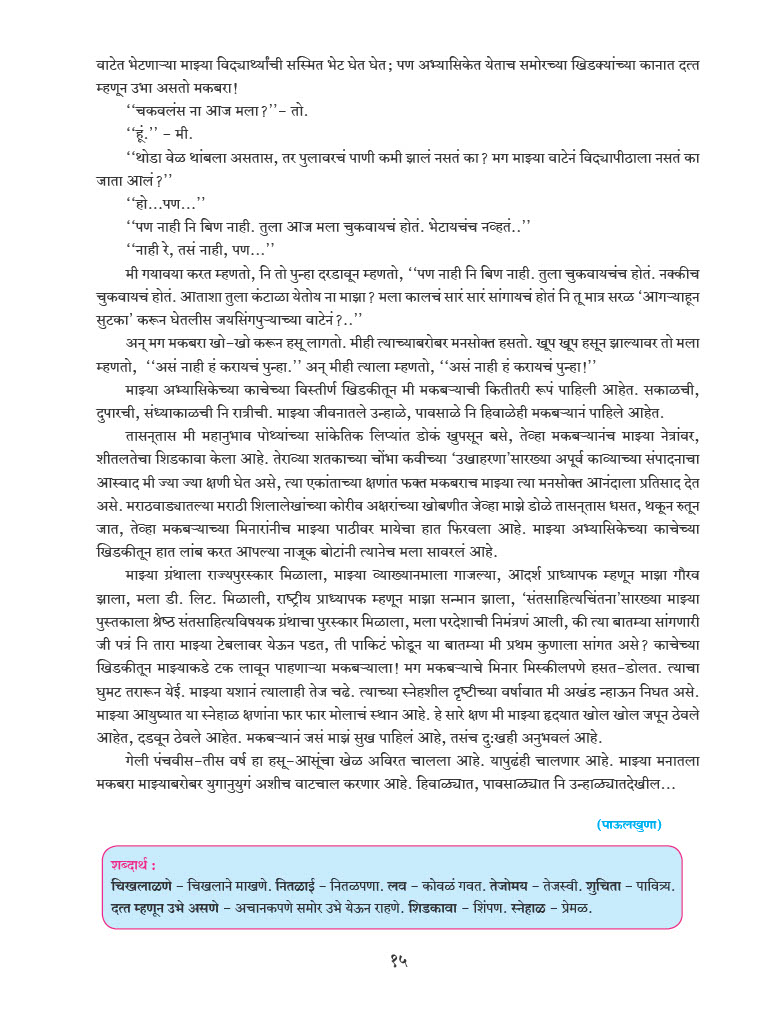 वाटेत भेटणाऱ्या माझ्या विद्यार्थ्यांची सस्मित भेट घेत घेत; पण अभ्यासिकेत येताच समोरच्या खिडक्यांच्या कानात दत्त
म्हणून उभा असतो मकबरा!
‘‘चकवलंस ना आज मला?’’– तो.
‘‘हूं.’’ – मी.
‘‘थोडा वेळ थांबला असतास, तर पुलावरचं पाणी कमी झालं नसतं का? मग माझ्या वाटेनं विद्यापीठाला नसतं का
जाता आलं?’’
‘‘हो...पण...’’
‘‘पण नाही नि बिण नाही. तुला आज मला चुकवायचं होतं. भेटायचंच नव्हतं..’’
‘‘नाही रे, तसं नाही, पण...’’
मी गयावया करत म्हणतो, नि तो पुन्हा दरडावून म्हणतो, ‘‘पण नाही नि बिण नाही. तुला चुकवायचंच होतं. नक्कीच
चुकवायचं होतं. आताशा तुला कंटाळा येतोय ना माझा? मला कालचं सारं सारं सांगायचं होतं नि तू मात्र सरळ ‘आगऱ्याहून
सुटका’ करून घेतलीस जयसिंगपुऱ्याच्या वाटेनं?..’’
अन् मग मकबरा खो-खो करून हसू लागतो. मीही त्याच्याबरोबर मनसोक्त हसतो. खूप खूप हसून झाल्यावर तो मला
म्हणतो, ‘‘असं नाही हं करायचं पुन्हा.’’ अन् मीही त्याला म्हणतो, ‘‘असं नाही हं करायचं पुन्हा!’’
माझ्या अभ्यासिकेच्या काचेच्या विस्तीर्ण खिडकीतून मी मकबऱ्याची कितीतरी रूपं पाहिली आहेत. सकाळची,
दुपारची, संध्याकाळची नि रात्रीची. माझ्या जीवनातले उन्हाळे, पावसाळे नि हिवाळेही मकबऱ्यानं पाहिले आहेत.
तासन्‌तास मी महानुभाव पोथ्यांच्या सांकेतिक लिप्यांत डोकं खुपसून बसे, तेव्हा मकबऱ्यानंच माझ्या नेत्रांवर,
शीतलतेचा शिडकावा केला आहे. तेराव्या शतकाच्या चोंभा कवीच्या ‘उखाहरणा’सारख्या अपूर्व काव्याच्या संपादनाचा
आस्वाद मी ज्या ज्या क्षणी घेत असे, त्या एकांताच्या क्षणांत फक्त मकबराच माझ्या त्या मनसोक्त आनंदाला प्रतिसाद देत
असे. मराठवाड्यातल्या मराठी शिलालेखांच्या कोरीव अक्षरांच्या खोबणीत जेव्हा माझे डोळे तासन्‌तास धसत, थकून रुतून
जात, तेव्हा मकबऱ्याच्या मिनारांनीच माझ्या पाठीवर मायेचा हात फिरवला आहे. माझ्या अभ्यासिकेच्या काचेच्या
खिडकीतून हात लांब करत आपल्या नाजूक बोटांनी त्यानेच मला सावरलं आहे.
माझ्या ग्रंथाला राज्यपुरस्कार मिळाला, माझ्या व्याख्यानमाला गाजल्या, आदर्श प्राध्यापक म्हणून माझा गौरव
झाला, मला डी. लिट. मिळाली, राष्ट्रीय प्राध्यापक म्हणून माझा सन्मान झाला, ‘संतसाहित्यचिंतना’सारख्या माझ्या
पुस्तकाला श्रेष्ठ संतसाहित्यविषयक ग्रंथाचा पुरस्कार मिळाला, मला परदेशाची निमंत्रणं आली, की त्या बातम्या सांगणारी
जी पत्रं नि तारा माझ्या टेबलावर येऊन पडत, ती पाकिटं फोडून या बातम्या मी प्रथम कुणाला सांगत असे? काचेच्या
खिडकीतून माझ्याकडे टक लावून पाहणाऱ्या मकबऱ्याला! मग मकबऱ्याचे मिनार मिस्कीलपणे हसत-डोलत. त्याचा
घुमट तरारून येई. माझ्या यशानं त्यालाही तेज चढे. त्याच्या स्नेहशील दृष्टीच्या वर्षावात मी अखंड न्हाऊन निघत असे.
माझ्या आयुष्यात या स्नेहाळ क्षणांना फार फार मोलाचं स्थान आहे. हे सारे क्षण मी माझ्या हृदयात खोल खोल जपून ठेवले
आहेत, दडवून ठेवले आहेत. मकबऱ्यानं जसं माझं सुख पाहिलं आहे, तसंच दुःखही अनुभवलं आहे.
गेली पंचवीस-तीस वर्ष हा हसू-आसूंचा खेळ अविरत चालला आहे. यापुढंही चालणार आहे. माझ्या मनातला
मकबरा माझ्याबरोबर युगानुयुगं अशीच वाटचाल करणार आहे. हिवाळ्यात, पावसाळ्यात नि उन्हाळ्यातदेखील...
(पाऊलखुणा)
शब्दार्थ :
चिखलाळणे – चिखलाने माखणे. नितळाई – नितळपणा. लव – कोवळं गवत. तेजोमय – तेजस्वी. शुचिता – पावित्र्य.
दत्त म्हणून उभे असणे – अचानकपणे समोर उभे येऊन राहणे. शिडकावा – शिंपण. स्नेहाळ – प्रेमळ.
१५